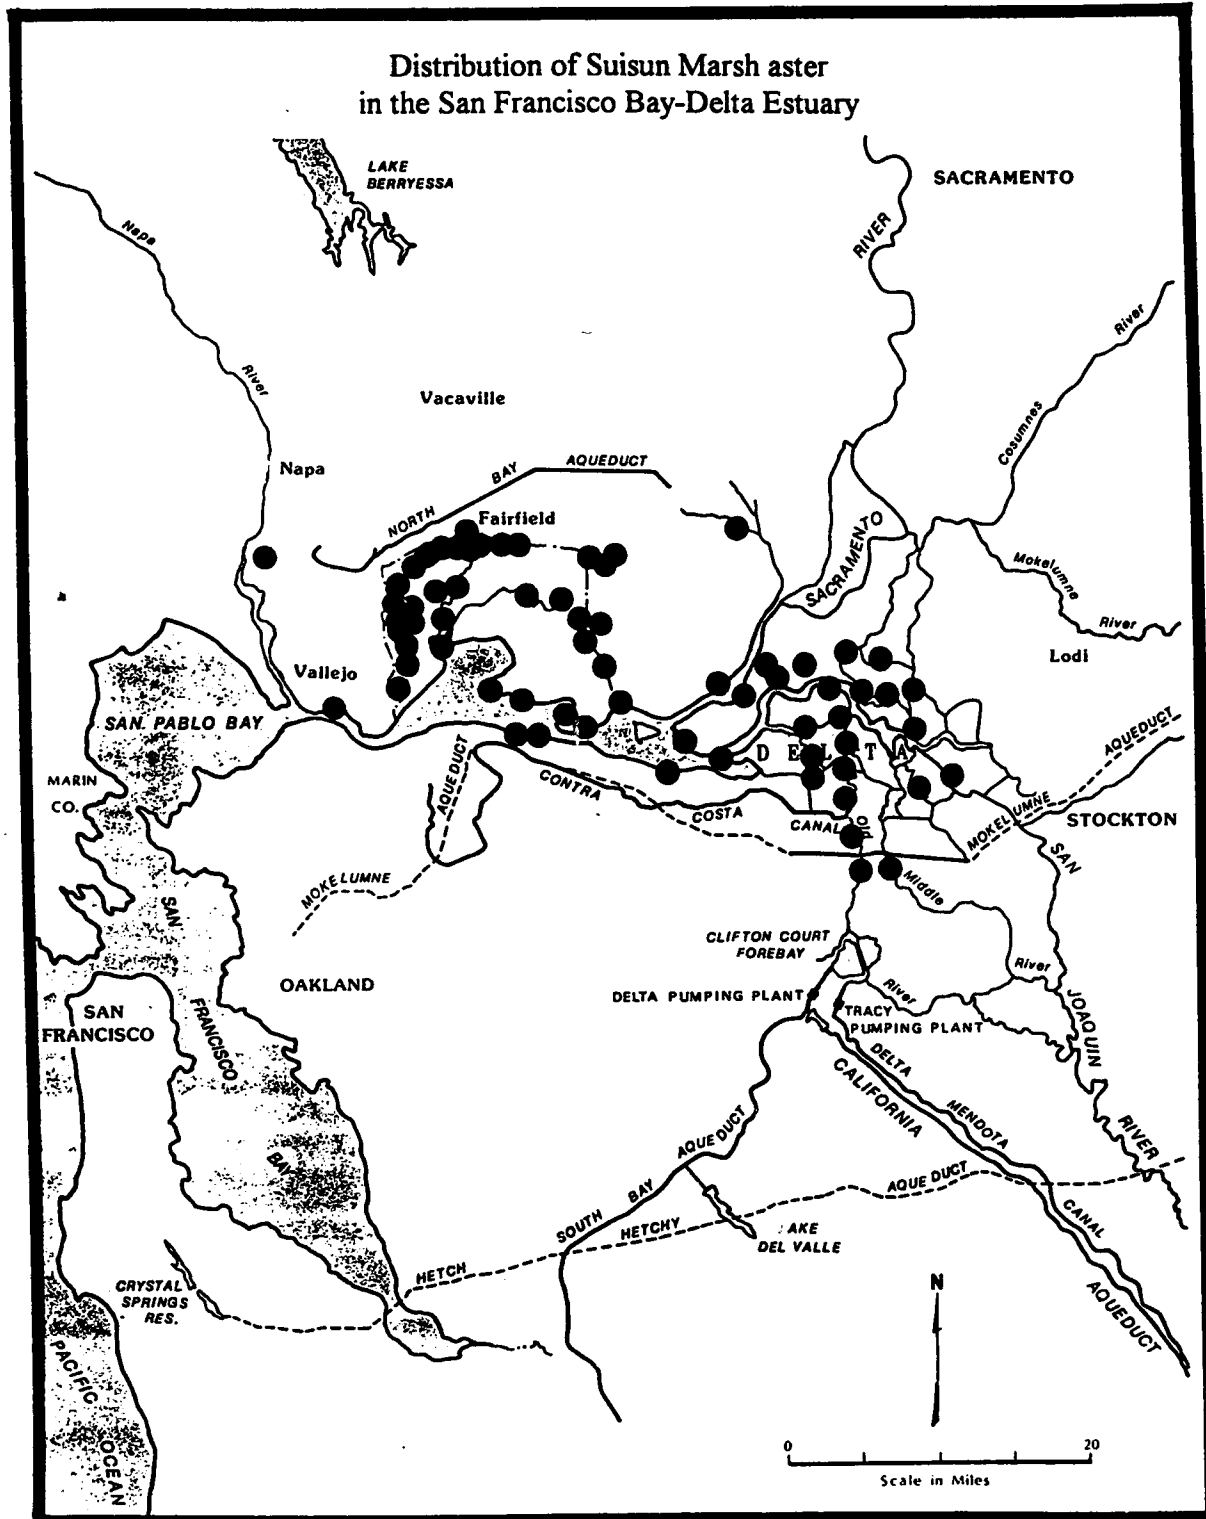 Distribution of Suisun Marsh aster
in the San Francisco Bay-Delta Estuary
LAKE
BERRYESSA
SACRAMENTO
RIVER
Napa
River
River
Cosumnes
Vacaville
Napa
NORTH BAY AQUEDUCT
Fairfield
SACRAMENTO
Mokelumne
River
Lodi
Vallejo
SAN PABLO BAY
MARIN
CO.
AQUEDUCT
DELTA
AQUEDUCT
CONTRA
COSTA
CANAL
Old
MOKELUMNE
STOCKTON
SAN
MOKELUMNE
Middle
SAN
FRANCISCO
BAY
CLIFTON COURT
FOREBAY
OAKLAND
River
River
DELTA PUMPING PLANT
SAN
FRANCISCO
TRACY
PUMPING PLANT
JOAQUIN
RIVER
DELTA
MENDOTA
CANAL
CALIFORNIA
AQUEDUCT
SOUTH BAY AQUEDUCT
HETCH
HETCHY
AQUEDUCT
AKE
DEL VALLE
CRYSTAL
SPRINGS
RES.
N
PACIFIC
OCEAN
0 20
Scale in Miles